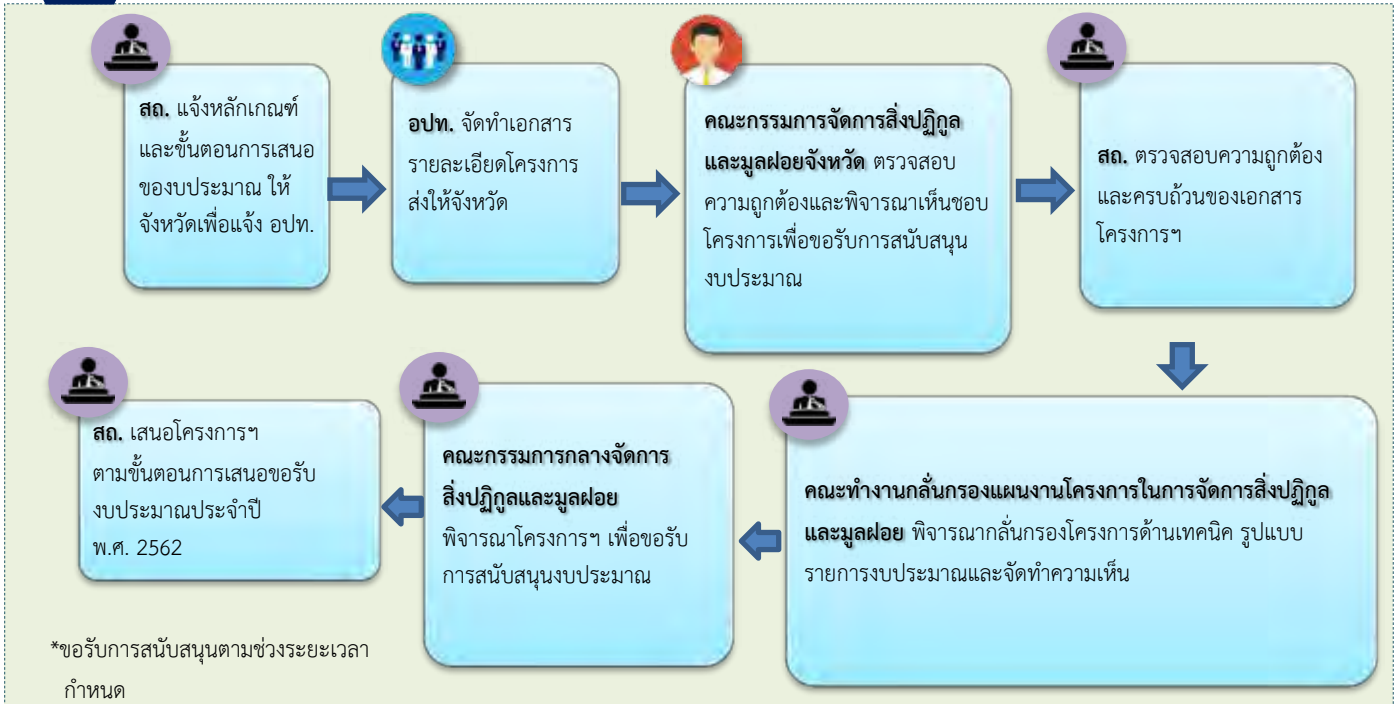 สถ. แจ้งหลักเกณฑ์
และขั้นตอนการเสนอ
ของบประมาณ ให้
จังหวัดเพื่อแจ้ง อปท.
อปท. จัดทำเอกสาร
รายละเอียดโครงการ
ส่งให้จังหวัด
คณะกรรมการจัดการสิ่งปฏิกูล
และมูลฝอยจังหวัด ตรวจสอบ
ความถูกต้องและพิจารณาเห็นชอบ
โครงการเพื่อขอรับการสนับสนุน
งบประมาณ
สถ. ตรวจสอบความถูกต้อง
และครบถ้วนของเอกสาร
โครงการฯ
คณะทำงานกลั่นกรองแผนงานโครงการในการจัดการสิ่งปฏิกูล
และมูลฝอย พิจารณากลั่นกรองโครงการด้านเทคนิค รูปแบบ
รายการงบประมาณและจัดทำความเห็น
คณะกรรมการกลางจัดการ
สิ่งปฏิกูลและมูลฝอย
พิจารณาโครงการฯ เพื่อขอรับ
การสนับสนุนงบประมาณ
สถ. เสนอโครงการฯ
ตามขั้นตอนการเสนอขอรับ
งบประมาณประจำปี
พ.ศ. 2562
*ขอรับการสนับสนุนตามช่วงระยะเวลา
กำหนด